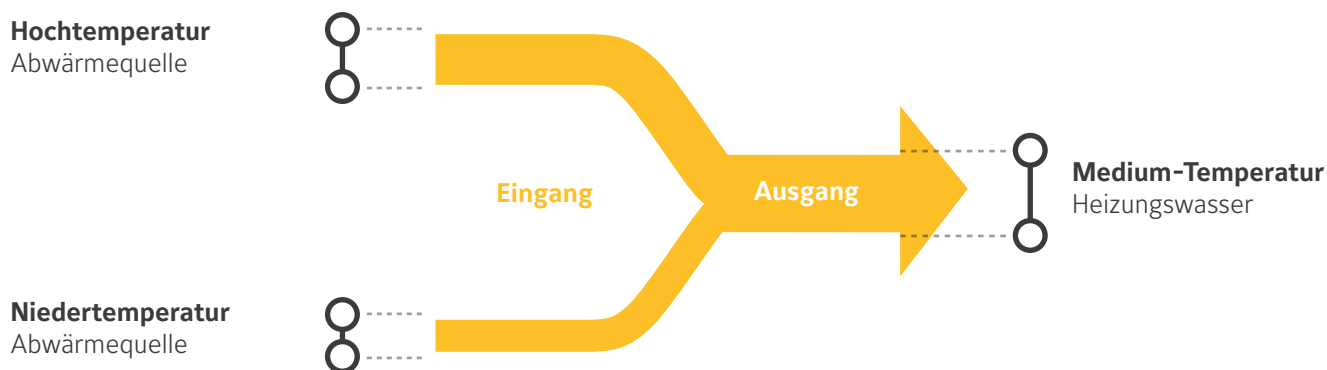 Hochtemperatur
Abwärmequelle
Eingang
Ausgang
Medium-Temperatur
Heizungswasser
Niedertemperatur
Abwärmequelle